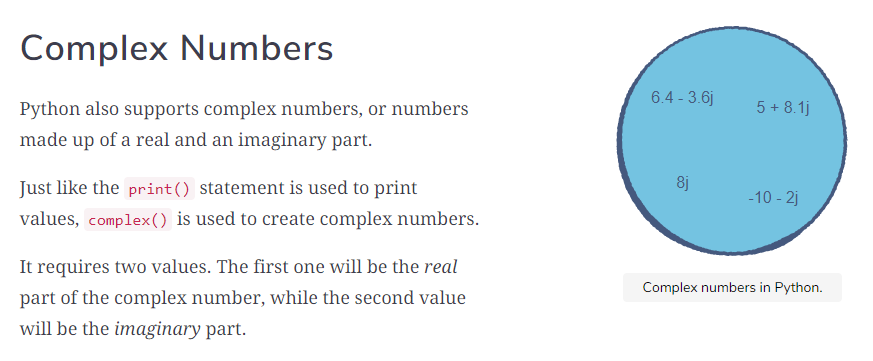 Complex Numbers
Python also supports complex numbers, or numbers
made up of a real and an imaginary part.
Just like the print() statement is used to print
values, complex() is used to create complex numbers.
It requires two values. The first one will be the real
part of the complex number, while the second value
will be the imaginary part.
6.4 - 3.6j
5 + 8.1j
8j
-10 - 2j
Complex numbers in Python.